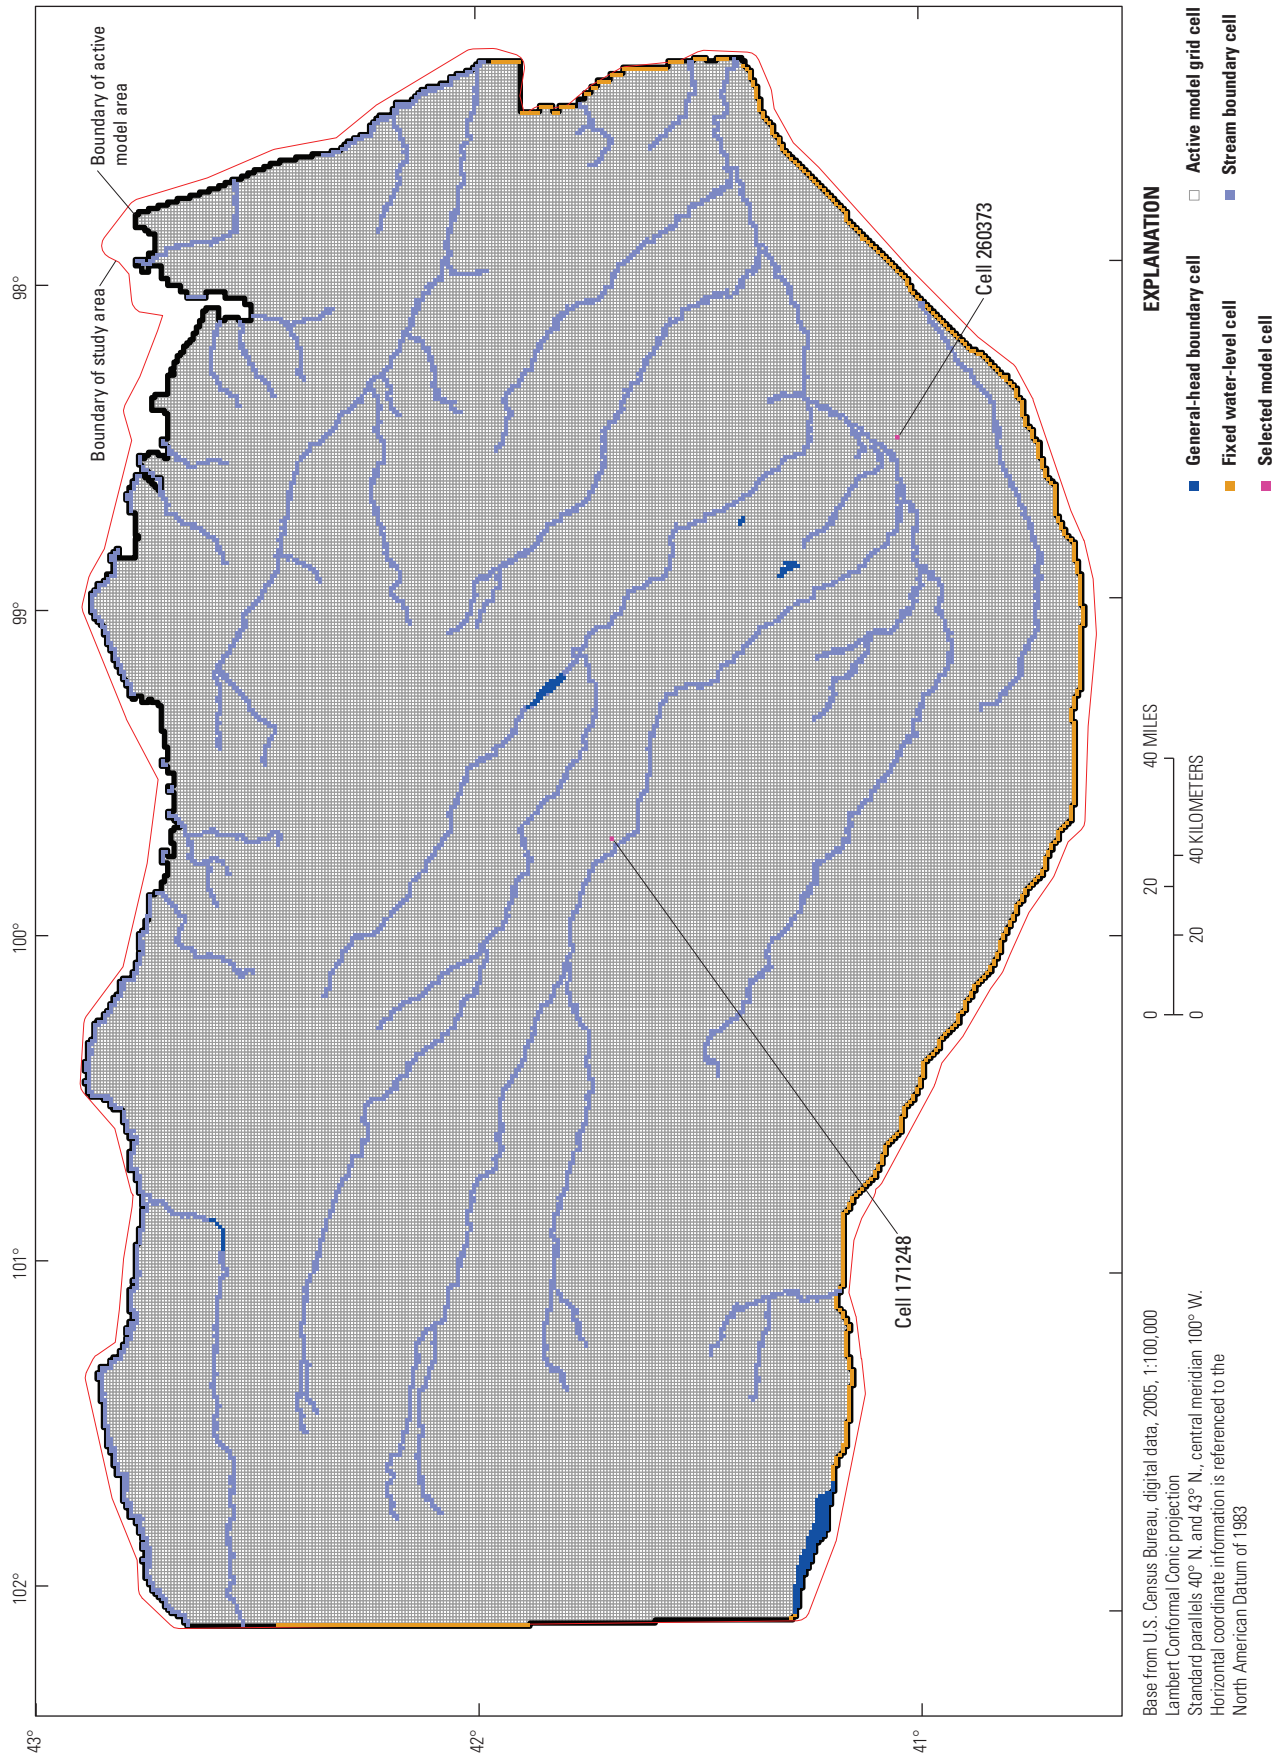 102°
101°
100°
99°
98°
43°
42°
41°
Boundary of study area
Boundary of active
model area
Cell 171248
Cell 260373
Base from U.S. Census Bureau, digital data, 2005, 1:100,000
Lambert Conformal Conic projection
Standard parallels 40° N. and 43° N., central meridian 100° W.
Horizontal coordinate information is referenced to the
North American Datum of 1983
0 20 40 MILES
0 20 40 KILOMETERS
EXPLANATION
General-head boundary cell
Fixed water-level cell
Selected model cell
Active model grid cell
Stream boundary cell